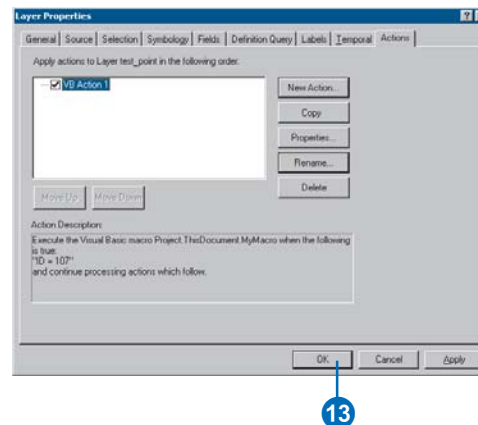 Layer Properties
General Source Selection Symbology Fields Definition Query Labels Temporal Actions
Apply actions to Layer test_point in the following order.
VB Action 1
New Action...
Copy
Properties...
Rename...
Delete
Move Up Move Down
Action Description:
Execute the Visual Basic macro Project.ThisDocument.MyMacro when the following
is true:
"ID = 107"
and continue processing actions which follow.
OK Cancel Apply
13